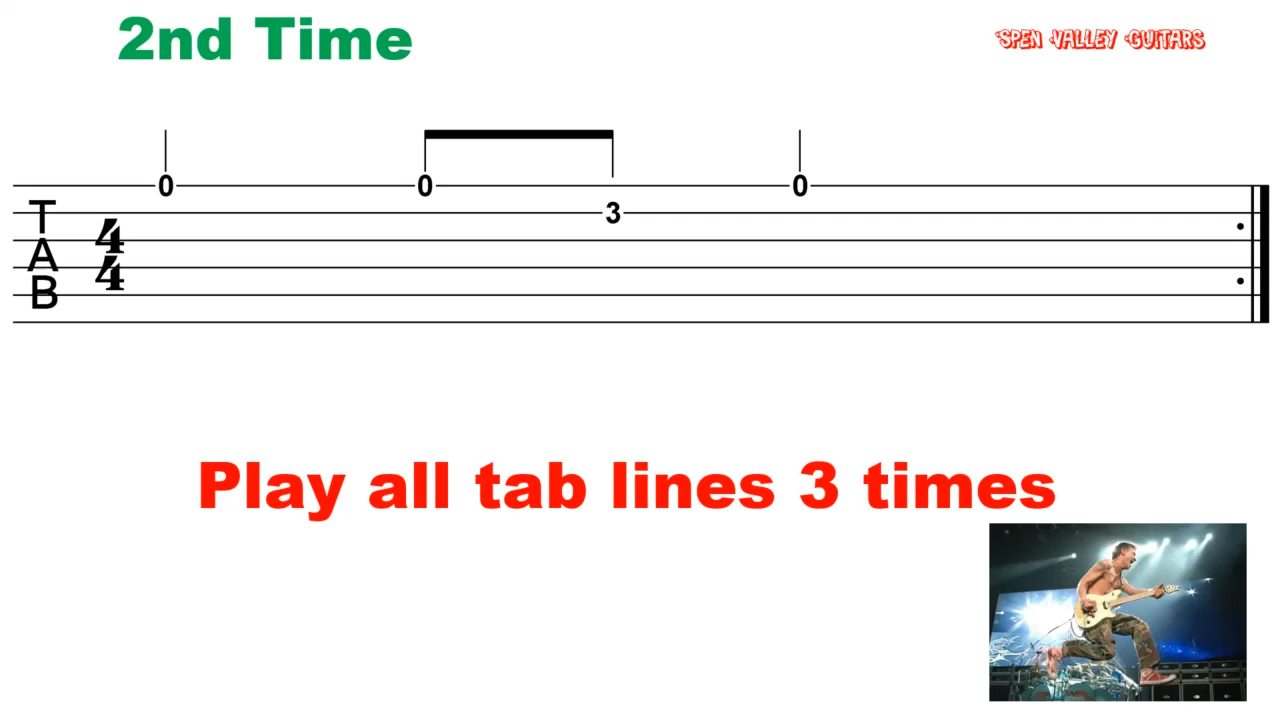 2nd Time
SPEN VALLEY GUITARS
0 0 0
3
T
A
B
4
4
Play all tab lines 3 times